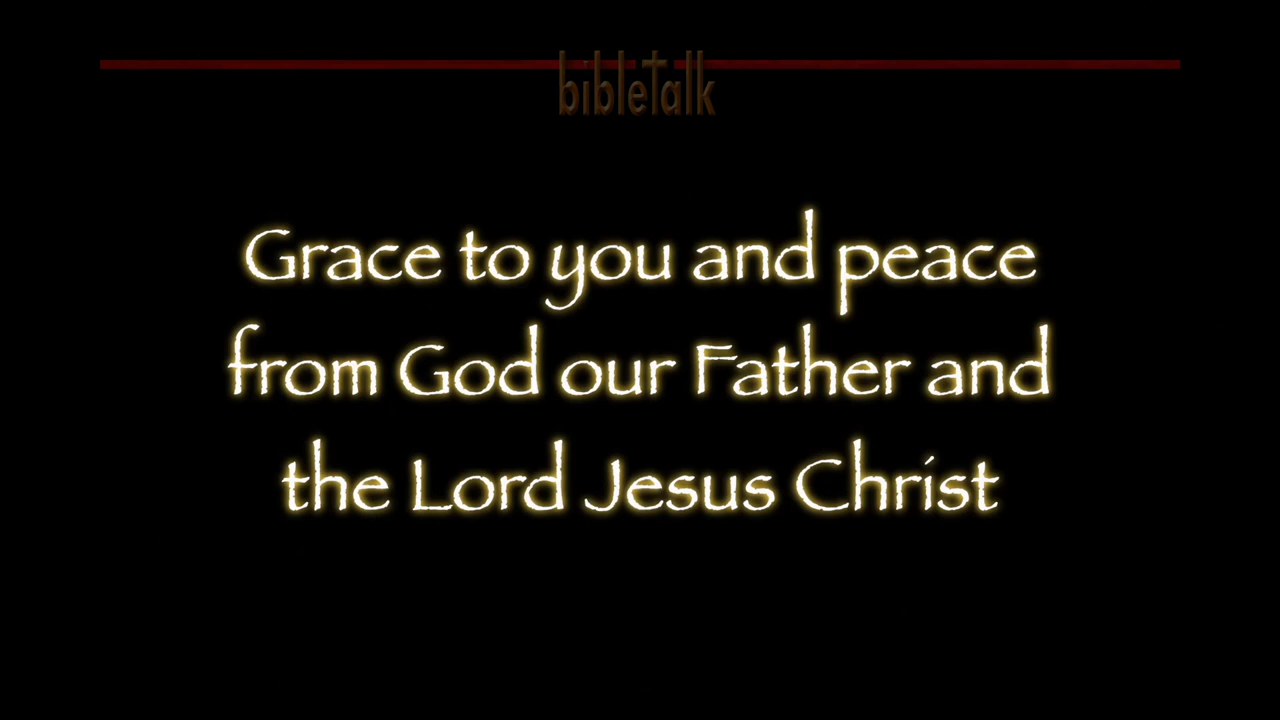 bibleTalk
Grace to you and peace
from God our Father and
the Lord Jesus Christ